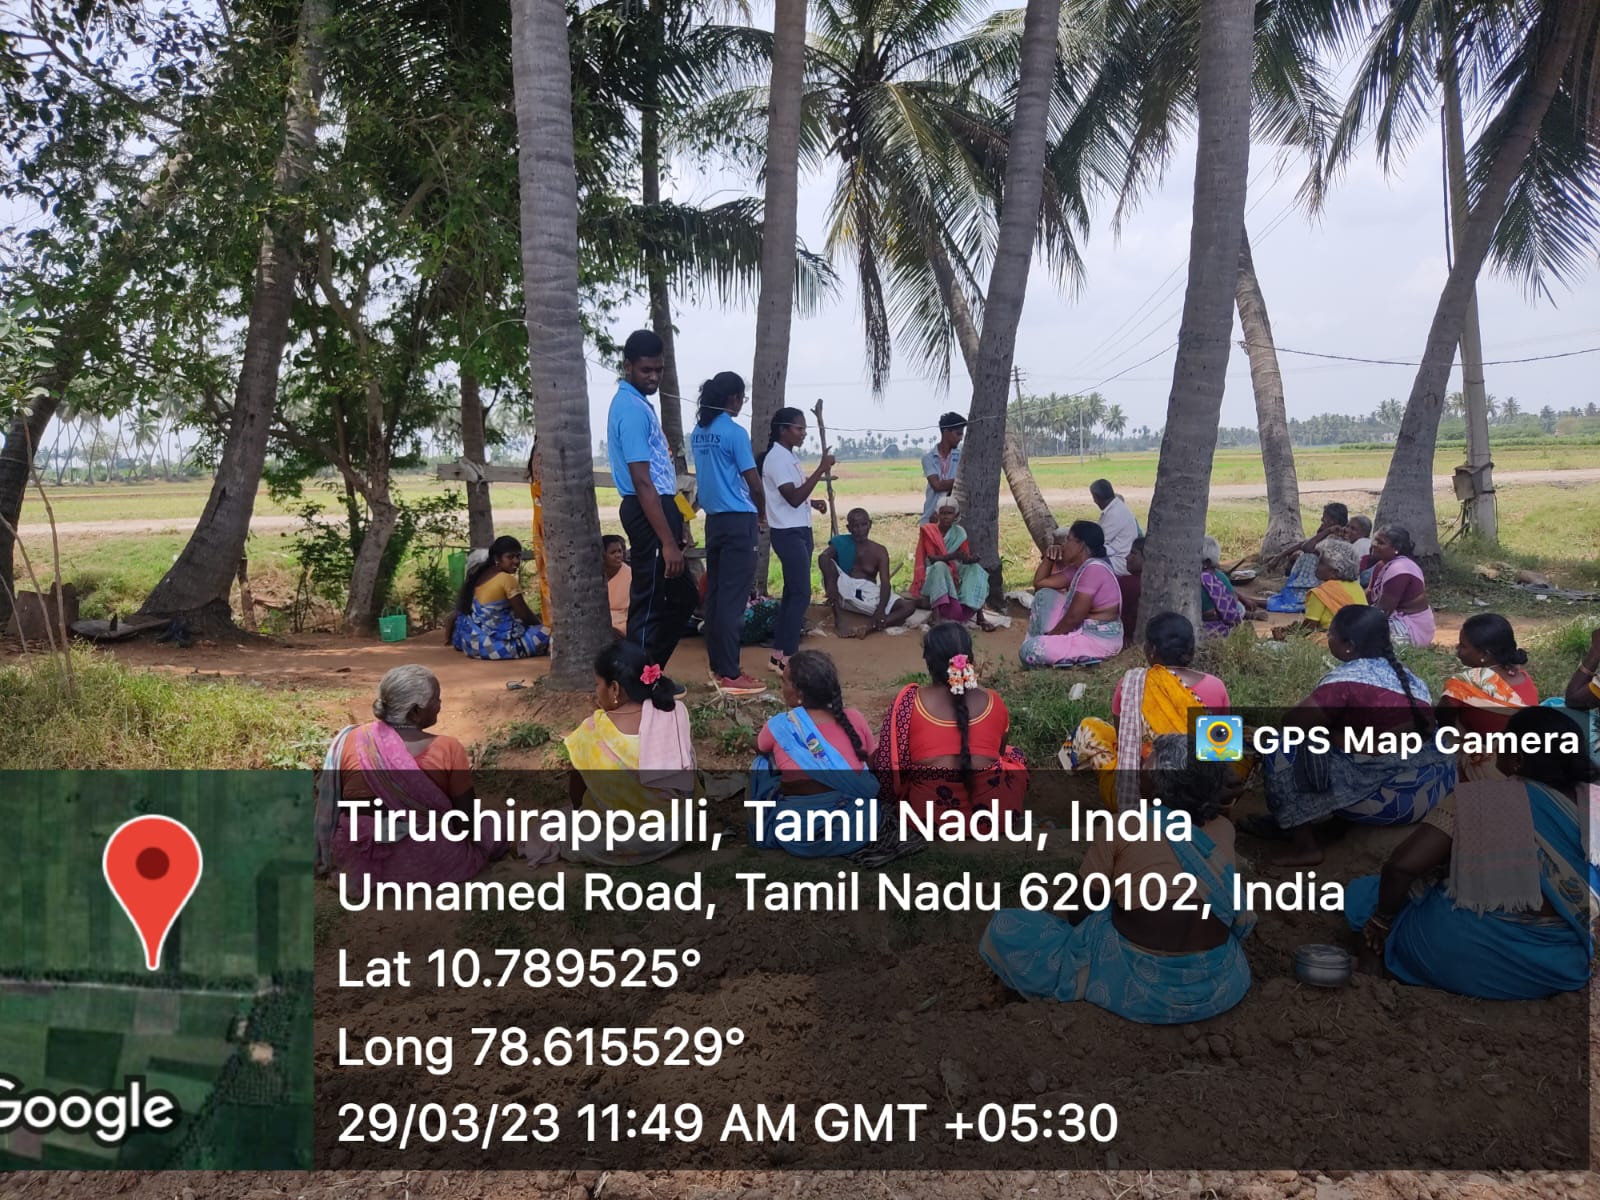 GPS Map Camera
Tiruchirappalli, Tamil Nadu, India
Unnamed Road, Tamil Nadu 620102, India
Lat 10.789525°
Long 78.615529°
29/03/23 11:49 AM GMT +05:30
Google